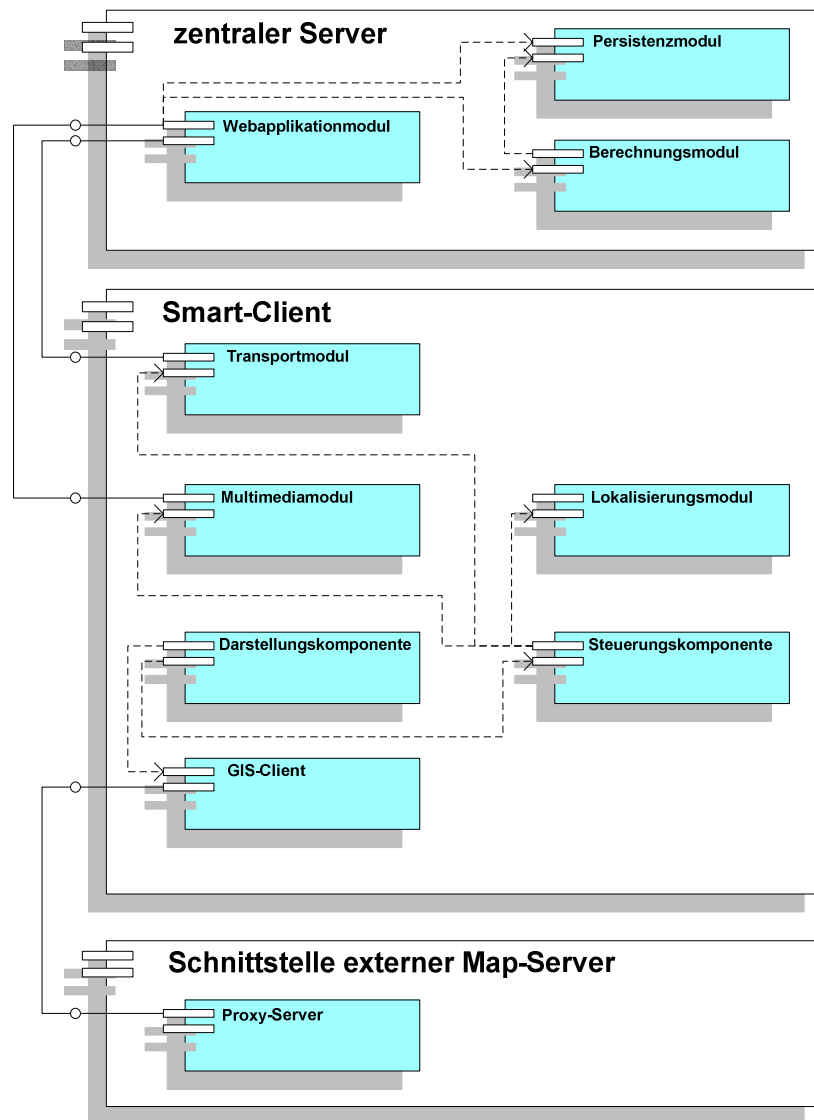 zentraler Server
Persistenzmodul
Webapplikationmodul
Berechnungsmodul
Smart-Client
Transportmodul
Multimediamodul
Lokalisierungsmodul
Darstellungskomponente
Steuerungskomponente
GIS-Client
Schnittstelle externer Map-Server
Proxy-Server